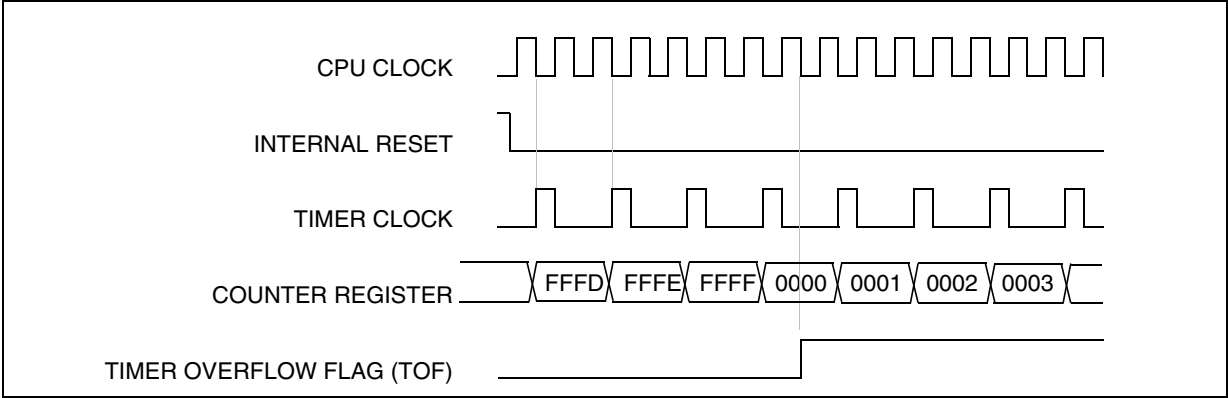 CPU CLOCK
INTERNAL RESET
TIMER CLOCK
COUNTER REGISTER FFFD FFFE FFFF 0000 0001 0002 0003
TIMER OVERFLOW FLAG (TOF)